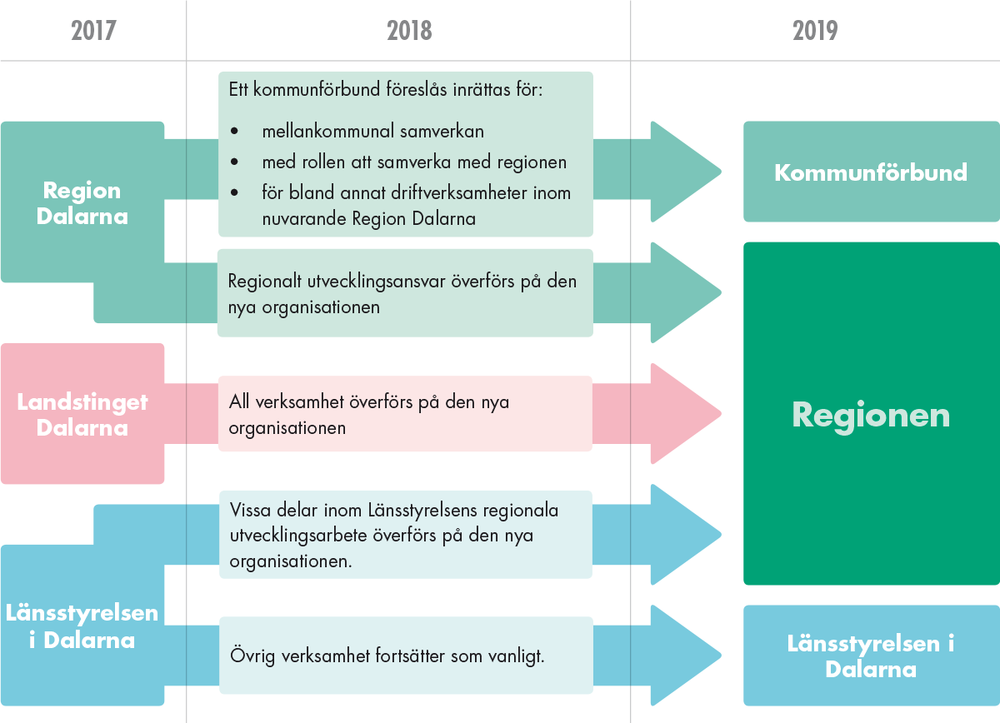 2017
2018
2019
Ett kommunförbund föreslås inrättas för:
• mellankommunal samverkan
• med rollen att samverka med regionen
• för bland annat driftverksamheter inom
nuvarande Region Dalarna
Region
Dalarna
Kommunförbund
Regionalt utvecklingsansvar överförs på den
nya organisationen
Landstinget
Dalarna
All verksamhet överförs på den nya
organisationen
Regionen
Vissa delar inom Länsstyrelsens regionala
utvecklingsarbete överförs på den nya
organisationen.
Länsstyrelsen
i Dalarna
Övrig verksamhet fortsätter som vanligt.
Länsstyrelsen i
Dalarna